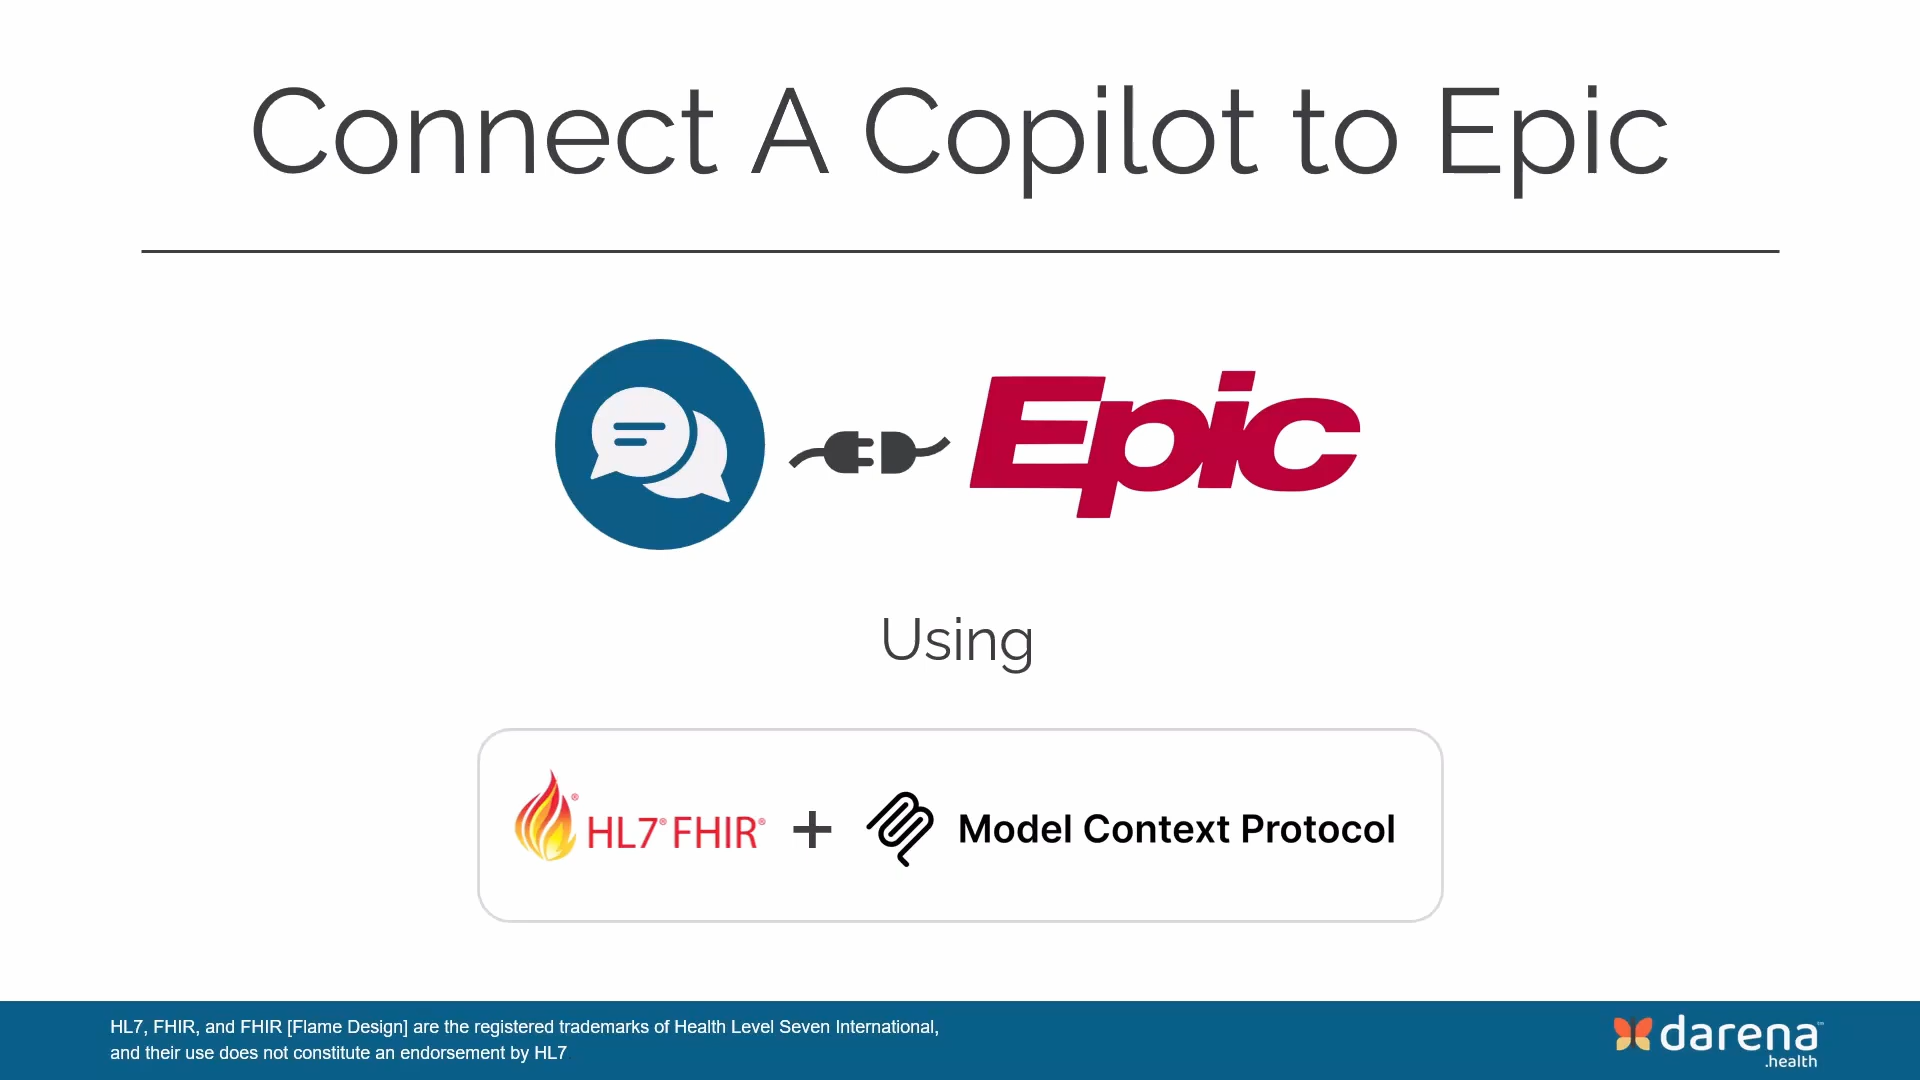 Connect A Copilot to Epic
Epic
Using
HL7® FHIR® + Model Context Protocol
HL7, FHIR, and FHIR [Flame Design] are the registered trademarks of Health Level Seven International,
and their use does not constitute an endorsement by HL7
darena™
.health